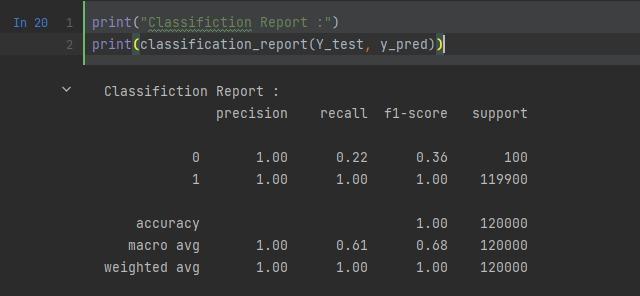 In 20 1 print("Classifiction Report :")
2 print(classification_report(Y_test, y_pred))
Classifiction Report :
precision recall f1-score support
0 1.00 0.22 0.36 100
1 1.00 1.00 1.00 119900
accuracy 1.00 120000
macro avg 1.00 0.61 0.68 120000
weighted avg 1.00 1.00 1.00 120000